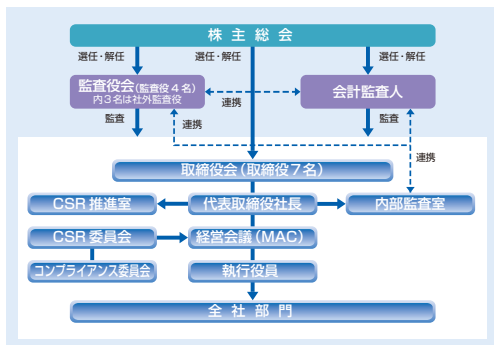 株主総会
選任・解任
選任・解任
選任・解任
監査役会(監査役4名)
内3名は社外監査役
連携
会計監査人
監査
連携
監査
連携
取締役会(取締役7名)
CSR推進室
代表取締役社長
内部監査室
CSR委員会
経営会議(MAC)
コンプライアンス委員会
執行役員
全社部門